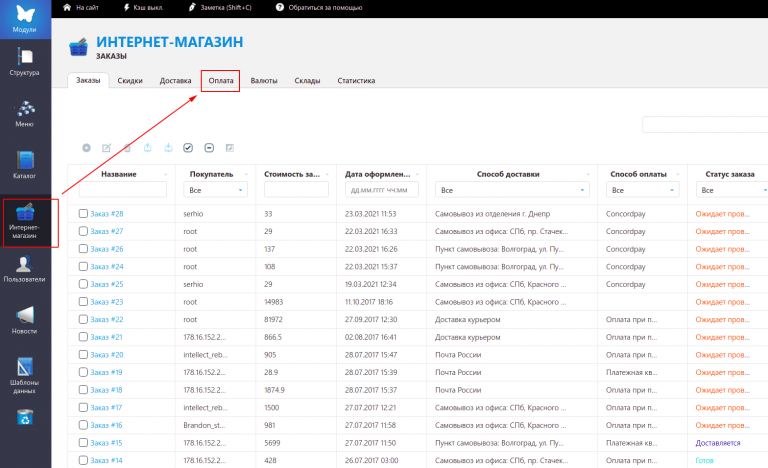 Модули
На сайт
Кэш выкл.
Заметка (Shift+C)
Обратиться за помощью
Структура
Меню
Каталог
Интернет-
магазин
Пользователи
Новости
Шаблоны
данных
ИНТЕРНЕТ-МАГАЗИН
ЗАКАЗЫ
Заказы Скидки Доставка Оплата Валюты Склады Статистика
Название Покупатель Стоимость за... Дата оформлен... Способ доставки Способ оплаты Статус заказа
Все дд.мм.гггг чч:мм Все Все Все
Заказ #28 serhio 33 23.03.2021 11:53 Самовывоз из отделения г. Днепр Concordpay Ожидает пров...
Заказ #27 root 29 22.03.2021 16:33 Самовывоз из офиса: СПб, пр. Стачек... Concordpay Ожидает пров...
Заказ #26 root 137 22.03.2021 16:26 Пункт самовывоза: Волгоград, ул. Пу... Concordpay Ожидает пров...
Заказ #24 root 108 22.03.2021 15:37 Пункт самовывоза: Волгоград, ул. Пу... Concordpay Ожидает пров...
Заказ #25 serhio 29 19.03.2021 12:34 Самовывоз из офиса: СПб, Красного ... Concordpay Ожидает пров...
Заказ #23 root 14983 11.10.2017 18:16 Самовывоз из офиса: СПб, Красного ... Ожидает пров...
Заказ #22 root 81972 27.09.2017 12:30 Доставка курьером Оплата при п... Ожидает пров...
Заказ #21 178.16.152.2... 866.5 02.08.2017 16:41 Доставка курьером Оплата при п... Ожидает пров...
Заказ #20 intellect_reb... 905 28.07.2017 15:47 Почта России Оплата при п... Ожидает пров...
Заказ #19 178.16.152.2... 28.9 28.07.2017 15:39 Почта России Платежная кв... Ожидает пров...
Заказ #18 178.16.152.2... 1874.9 28.07.2017 15:37 Почта России Оплата при п... Ожидает пров...
Заказ #17 intellect_reb... 1500 27.07.2017 12:21 Самовывоз из офиса: СПб, Красного ... Оплата при п... Ожидает пров...
Заказ #16 Brandon_st... 981 27.07.2017 11:58 Самовывоз из офиса: СПб, Красного ... Оплата при п... Ожидает пров...
Заказ #15 178.16.152.2... 5699 27.07.2017 11:50 Пункт самовывоза: Волгоград, ул. Пу... Платежная кв... Доставляется
Заказ #14 178.16.152.2... 428 26.07.2017 03:00 Самовывоз из офиса: СПб, пр. Стачек... Оплата при п... Готов